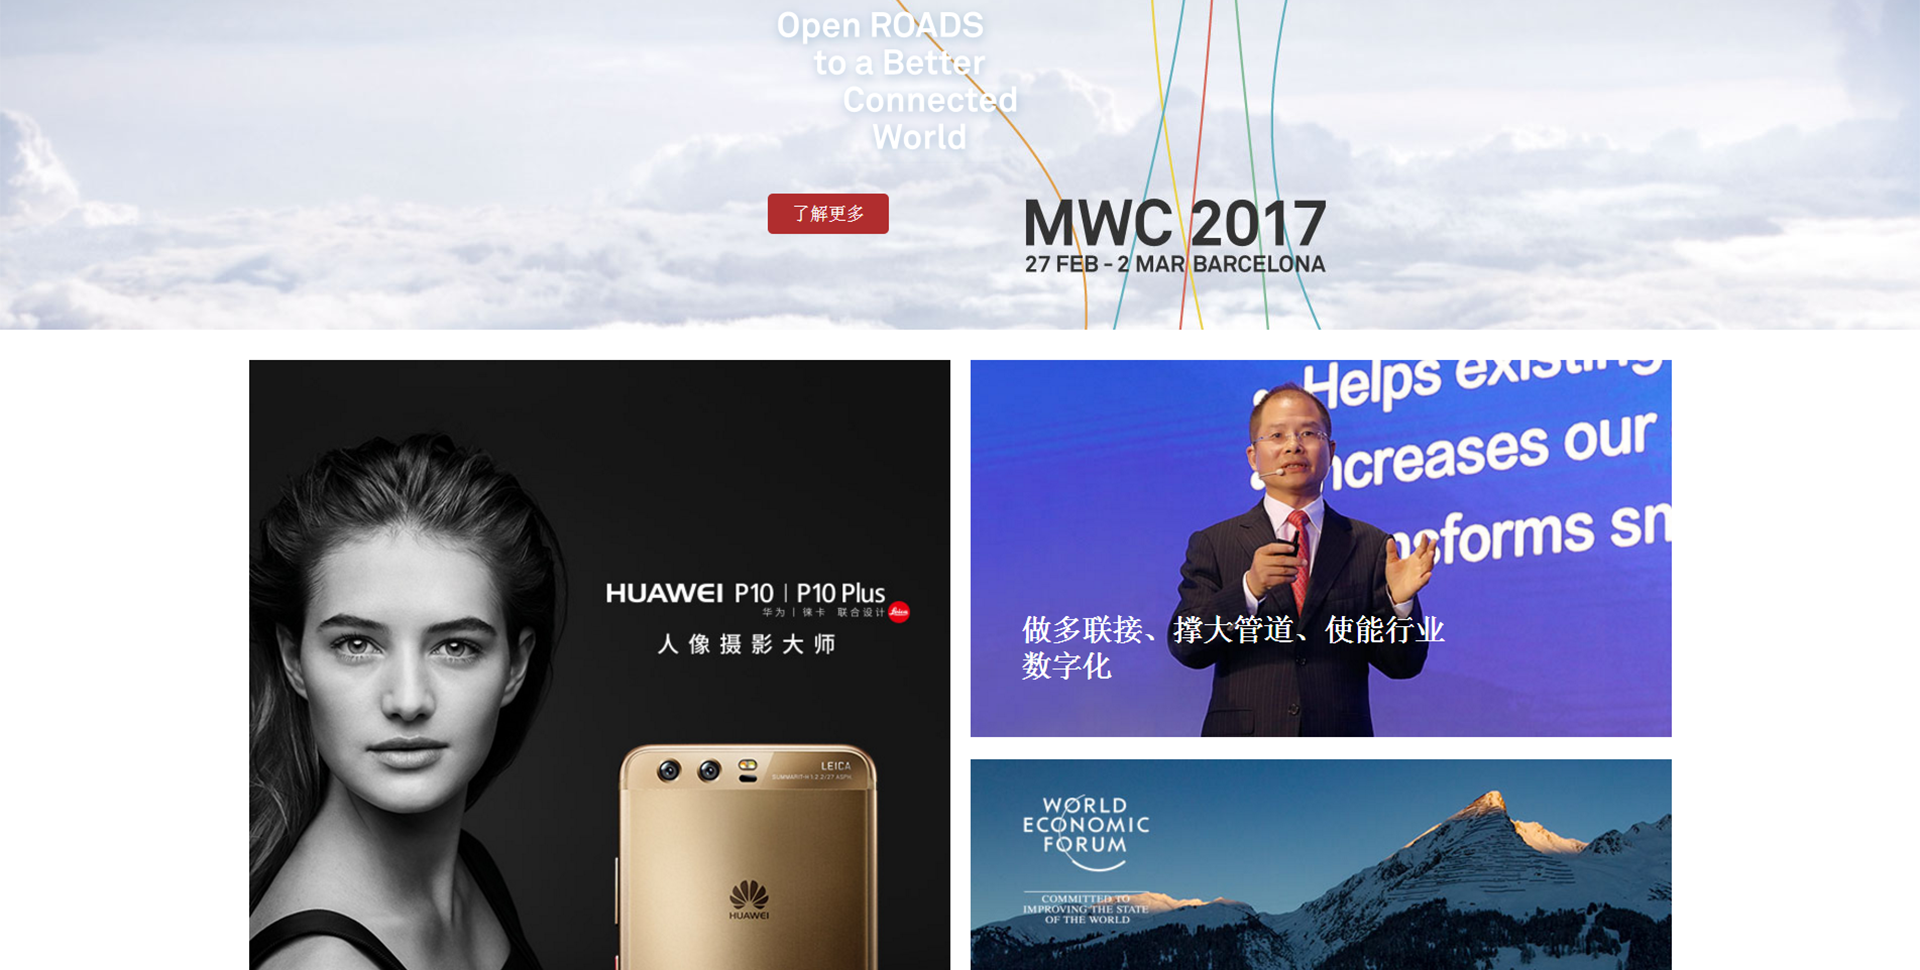 Open ROADS
to a Better
Connected
World
了解更多
MWC 2017
27 FEB - 2 MAR BARCELONA
HUAWEI P10 | P10 Plus
华为 | 徕卡 联合设计
Leica
人像摄影大师
LEICA
SUMMARIT-H 1:2.2/27 ASPH.
HUAWEI
Helps existing
ncreases our
nsforms sm
做多联接、撑大管道、使能行业
数字化
WORLD
ECONOMIC
FORUM
COMMITTED TO
IMPROVING THE STATE
OF THE WORLD